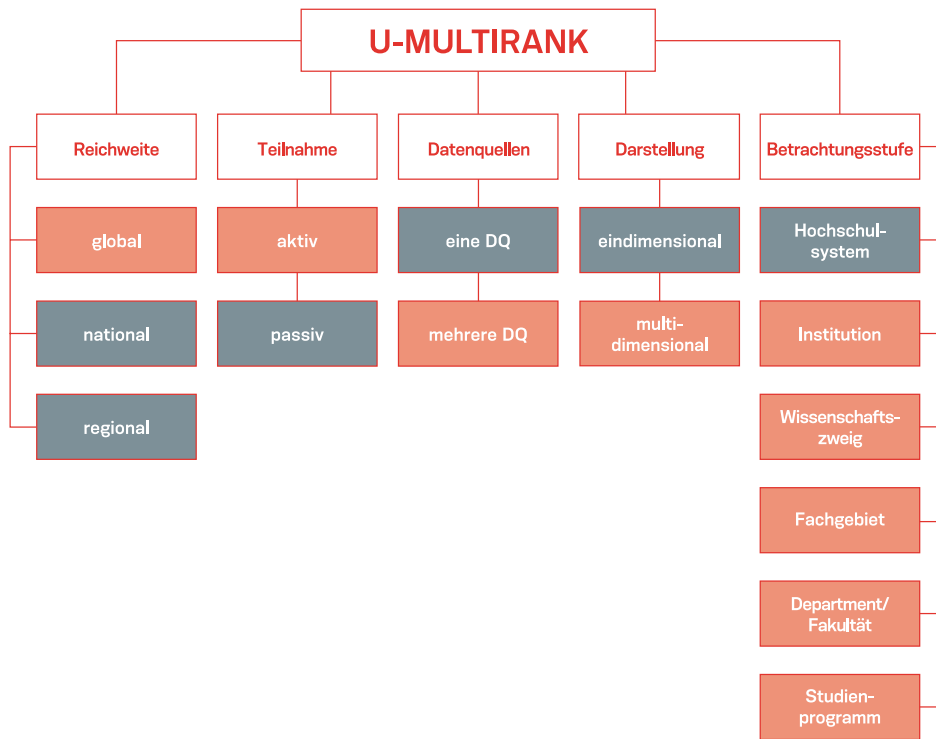 U-MULTIRANK
Reichweite
Teilnahme
Datenquellen
Darstellung
Betrachtungsstufe
global
aktiv
eine DQ
eindimensional
Hochschul-
system
national
passiv
mehrere DQ
multi-
dimensional
Institution
regional
Wissenschafts-
zweig
Fachgebiet
Department/
Fakultät
Studien-
programm